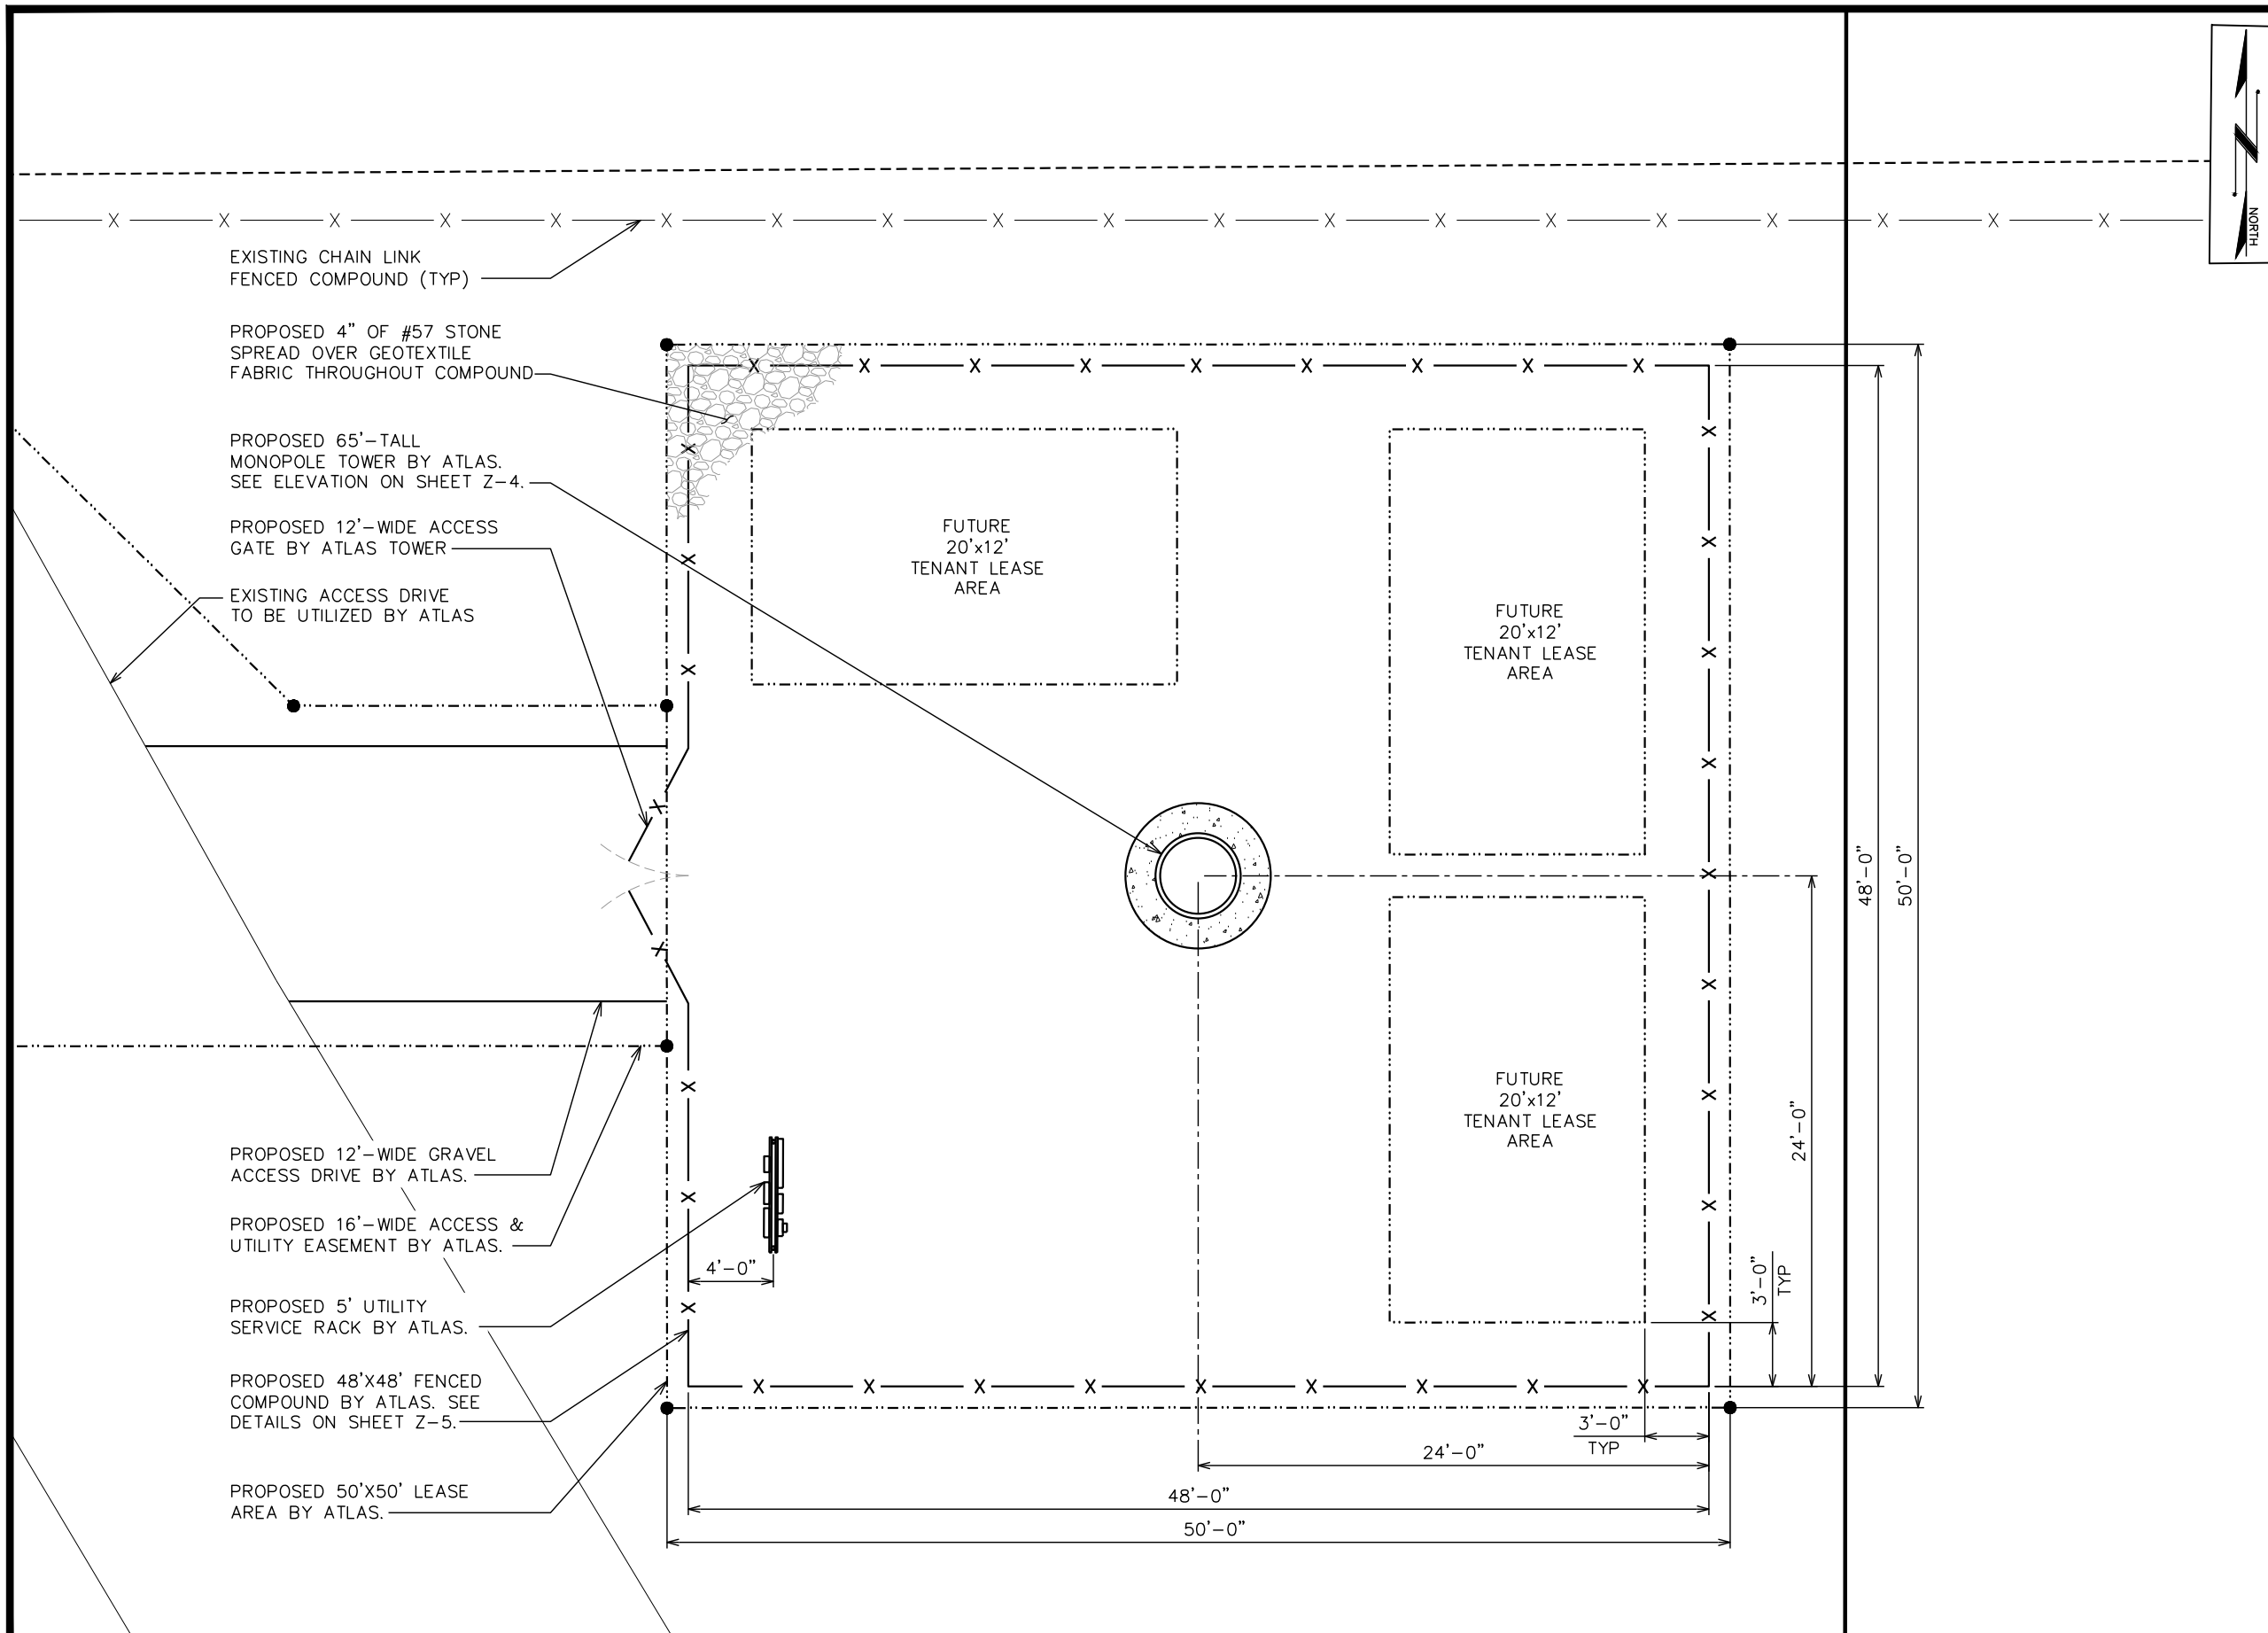 NORTH
EXISTING CHAIN LINK
FENCED COMPOUND (TYP)
PROPOSED 4" OF #57 STONE
SPREAD OVER GEOTEXTILE
FABRIC THROUGHOUT COMPOUND
PROPOSED 65'-TALL
MONOPOLE TOWER BY ATLAS.
SEE ELEVATION ON SHEET Z-4.
PROPOSED 12'-WIDE ACCESS
GATE BY ATLAS TOWER
EXISTING ACCESS DRIVE
TO BE UTILIZED BY ATLAS
FUTURE
20'x12'
TENANT LEASE
AREA
FUTURE
20'x12'
TENANT LEASE
AREA
FUTURE
20'x12'
TENANT LEASE
AREA
48'-0"
50'-0"
24'-0"
3'-0"
TYP
PROPOSED 12'-WIDE GRAVEL
ACCESS DRIVE BY ATLAS.
PROPOSED 16'-WIDE ACCESS &
UTILITY EASEMENT BY ATLAS.
4'-0"
PROPOSED 5' UTILITY
SERVICE RACK BY ATLAS.
PROPOSED 48'X48' FENCED
COMPOUND BY ATLAS. SEE
DETAILS ON SHEET Z-5.
PROPOSED 50'X50' LEASE
AREA BY ATLAS.
3'-0"
TYP
24'-0"
48'-0"
50'-0"